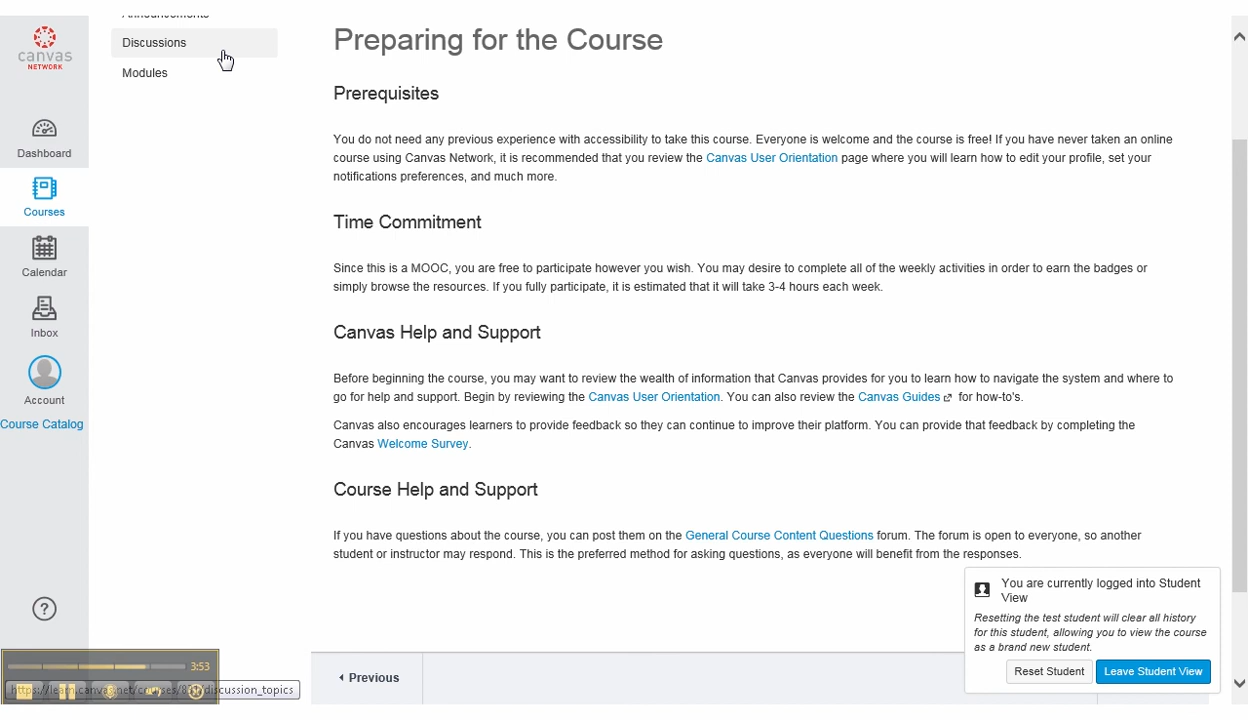 Announcements
Discussions
Modules
canvas
NETWORK
Dashboard
Courses
Calendar
Inbox
Account
Course Catalog
Preparing for the Course
Prerequisites
You do not need any previous experience with accessibility to take this course. Everyone is welcome and the course is free! If you have never taken an online
course using Canvas Network, it is recommended that you review the Canvas User Orientation page where you will learn how to edit your profile, set your
notifications preferences, and much more.
Time Commitment
Since this is a MOOC, you are free to participate however you wish. You may desire to complete all of the weekly activities in order to earn the badges or
simply browse the resources. If you fully participate, it is estimated that it will take 3-4 hours each week.
Canvas Help and Support
Before beginning the course, you may want to review the wealth of information that Canvas provides for you to learn how to navigate the system and where to
go for help and support. Begin by reviewing the Canvas User Orientation. You can also review the Canvas Guides for how-to's.
Canvas also encourages learners to provide feedback so they can continue to improve their platform. You can provide that feedback by completing the
Canvas Welcome Survey.
Course Help and Support
If you have questions about the course, you can post them on the General Course Content Questions forum. The forum is open to everyone, so another
student or instructor may respond. This is the preferred method for asking questions, as everyone will benefit from the responses.
You are currently logged into Student
View
Resetting the test student will clear all history
for this student, allowing you to view the course
as a brand new student.
Reset Student
Leave Student View
Previous
3:53